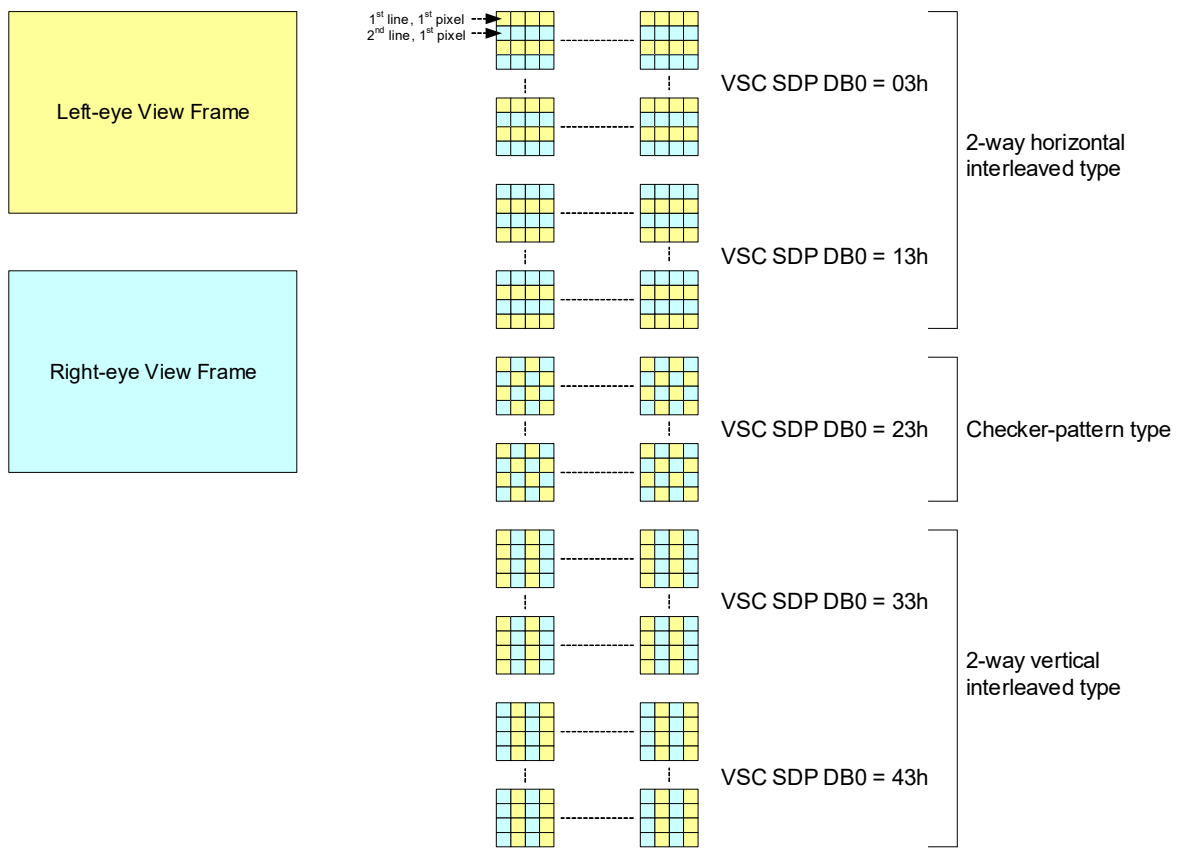 1st line, 1st pixel
2nd line, 1st pixel
Left-eye View Frame
VSC SDP DB0 = 03h
2-way horizontal
interleaved type
VSC SDP DB0 = 13h
Right-eye View Frame
VSC SDP DB0 = 23h
Checker-pattern type
VSC SDP DB0 = 33h
2-way vertical
interleaved type
VSC SDP DB0 = 43h